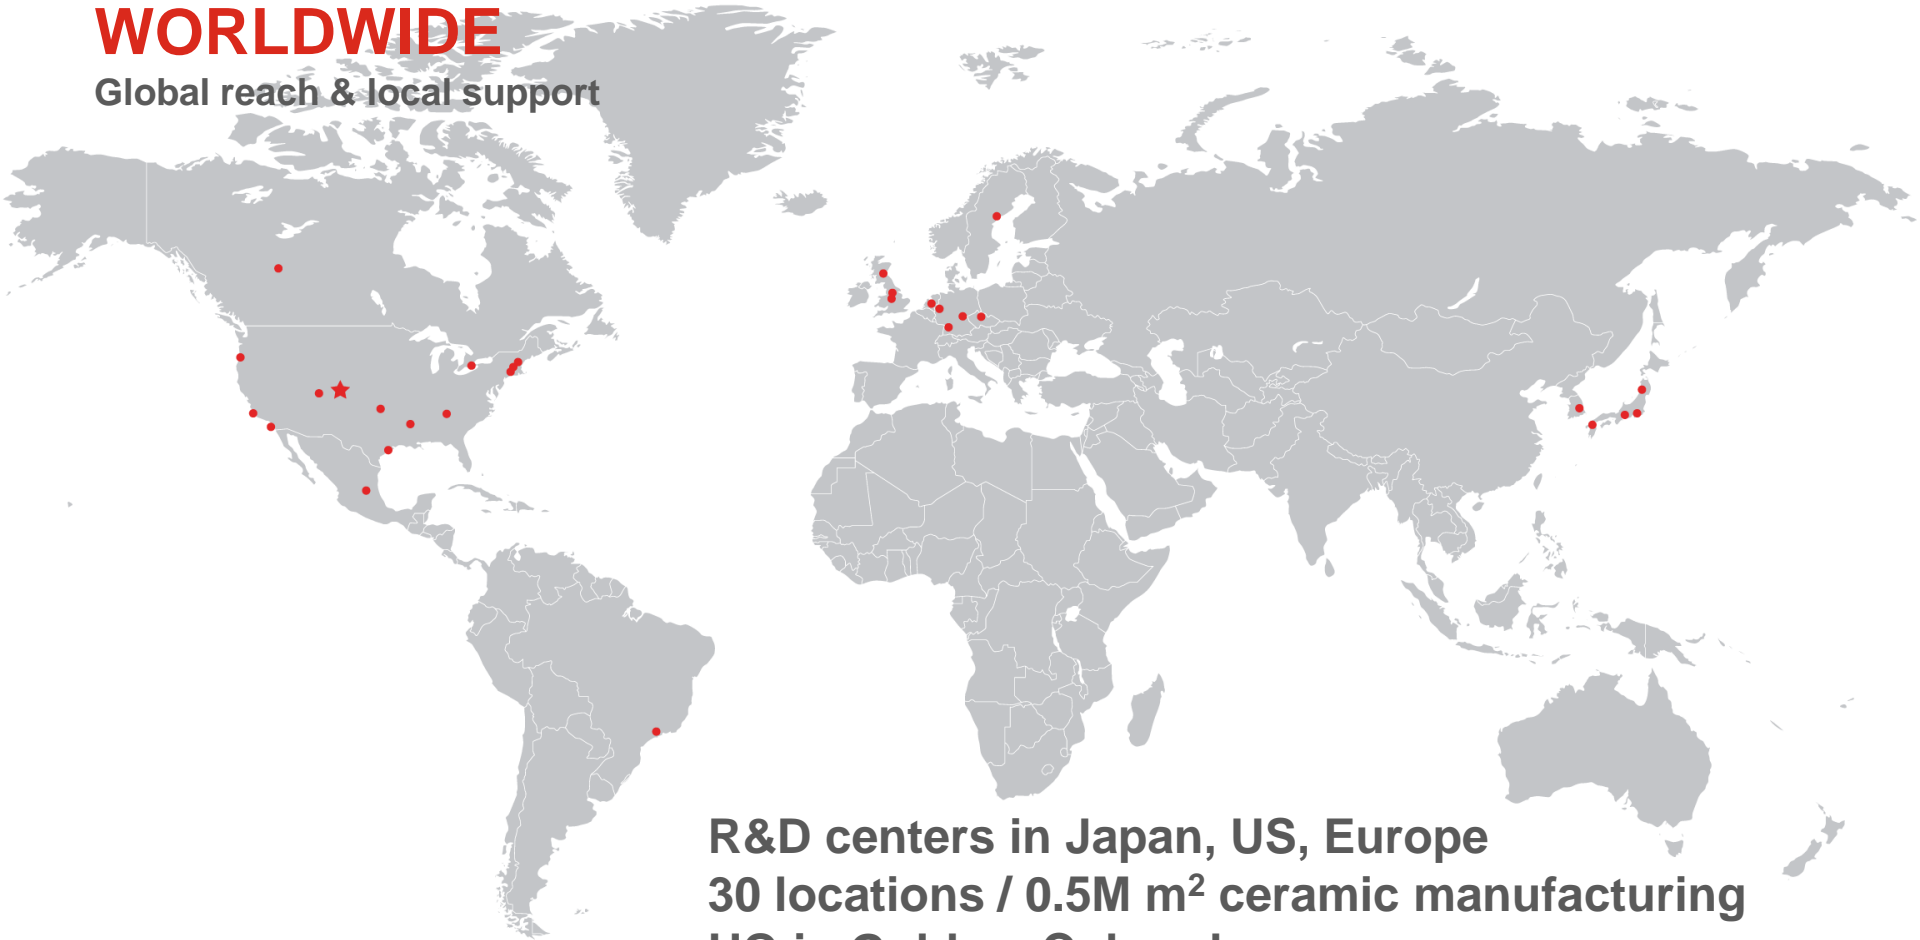 WORLDWIDE
Global reach & local support
R&D centers in Japan, US, Europe
30 locations / 0.5M m² ceramic manufacturing